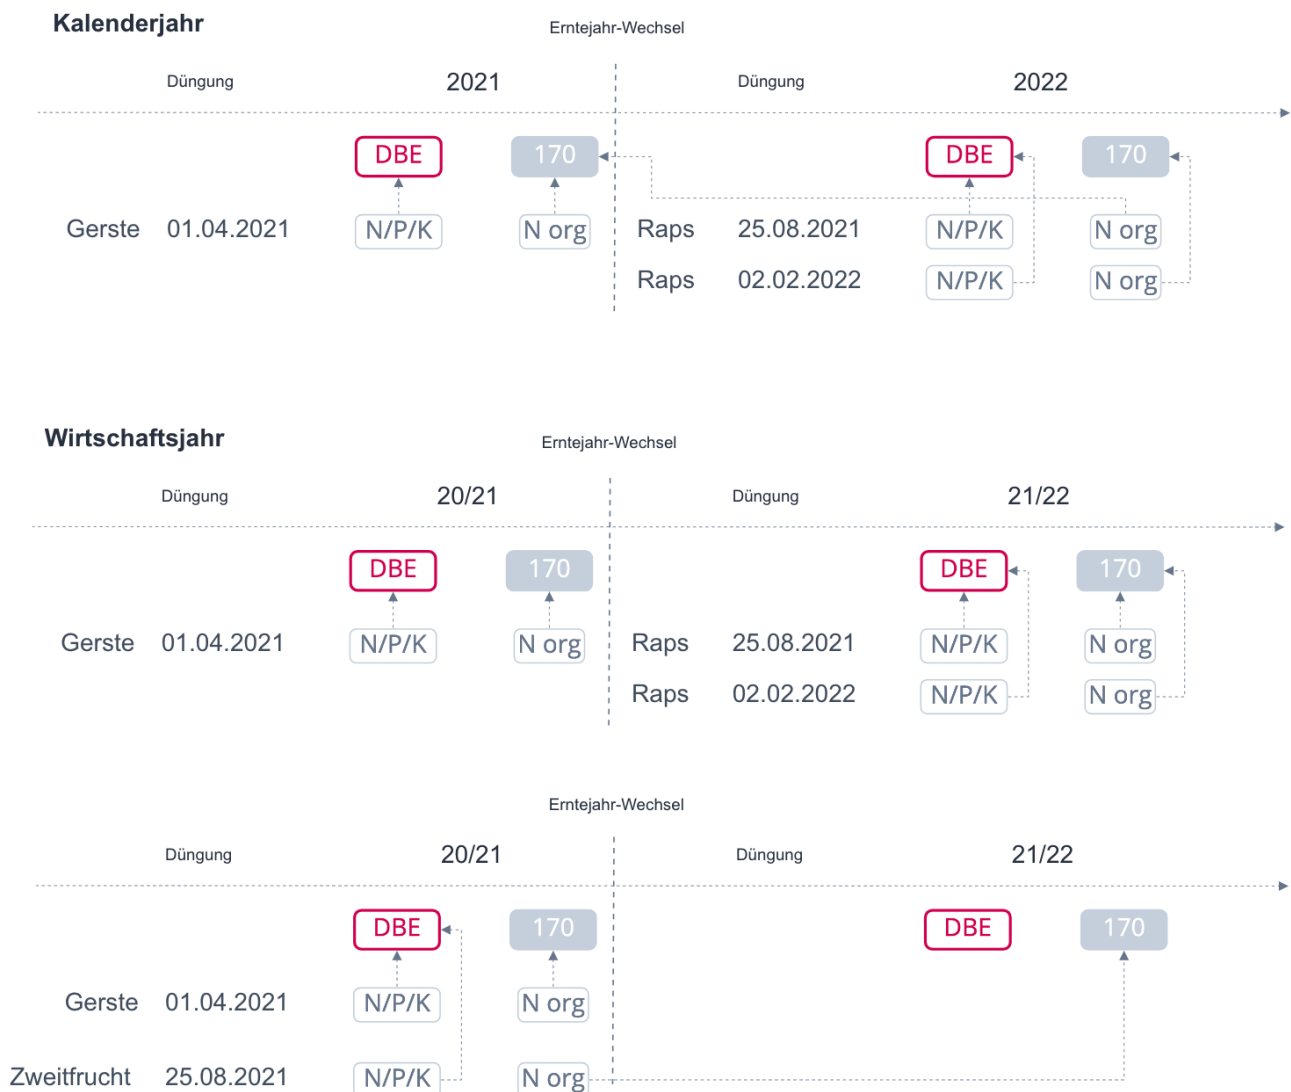 Kalenderjahr
Erntejahr-Wechsel
Düngung 2021 Düngung 2022
DBE 170 DBE 170
Gerste 01.04.2021 N/P/K N org Raps 25.08.2021 N/P/K N org
Raps 02.02.2022 N/P/K N org
Wirtschaftsjahr
Erntejahr-Wechsel
Düngung 20/21 Düngung 21/22
DBE 170 DBE 170
Gerste 01.04.2021 N/P/K N org Raps 25.08.2021 N/P/K N org
Raps 02.02.2022 N/P/K N org
Erntejahr-Wechsel
Düngung 20/21 Düngung 21/22
DBE 170 DBE 170
Gerste 01.04.2021 N/P/K N org
Zweitfrucht 25.08.2021 N/P/K N org